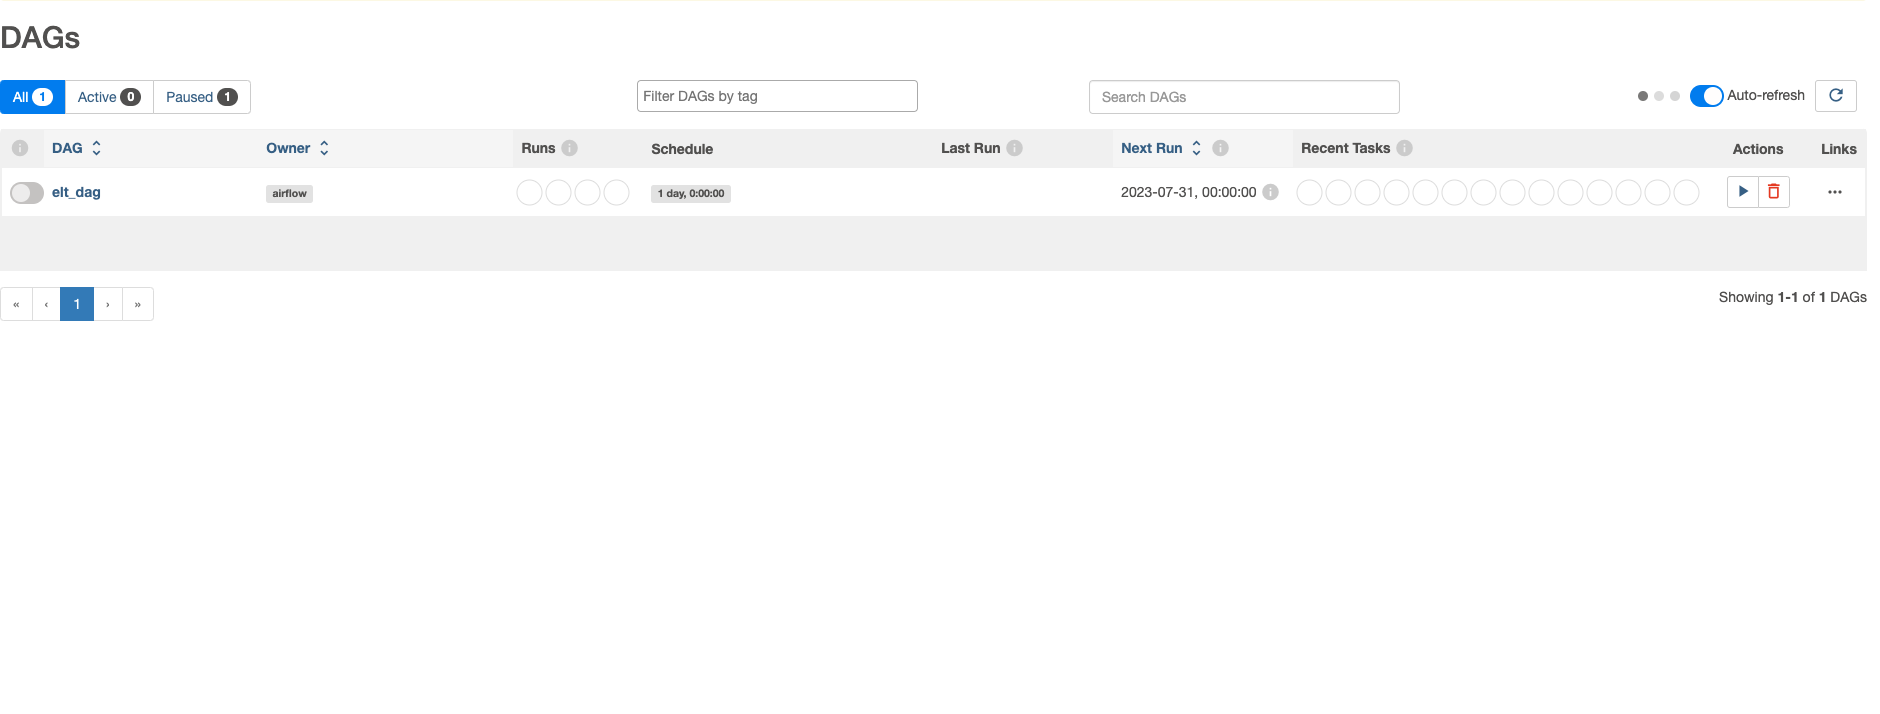 DAGs
All 1 Active 0 Paused 1 Filter DAGs by tag Search DAGs Auto-refresh
DAG Owner Runs Schedule Last Run Next Run Recent Tasks Actions Links
elt_dag airflow 1 day, 0:00:00 2023-07-31, 00:00:00 ...
« ‹ 1 › » Showing 1-1 of 1 DAGs